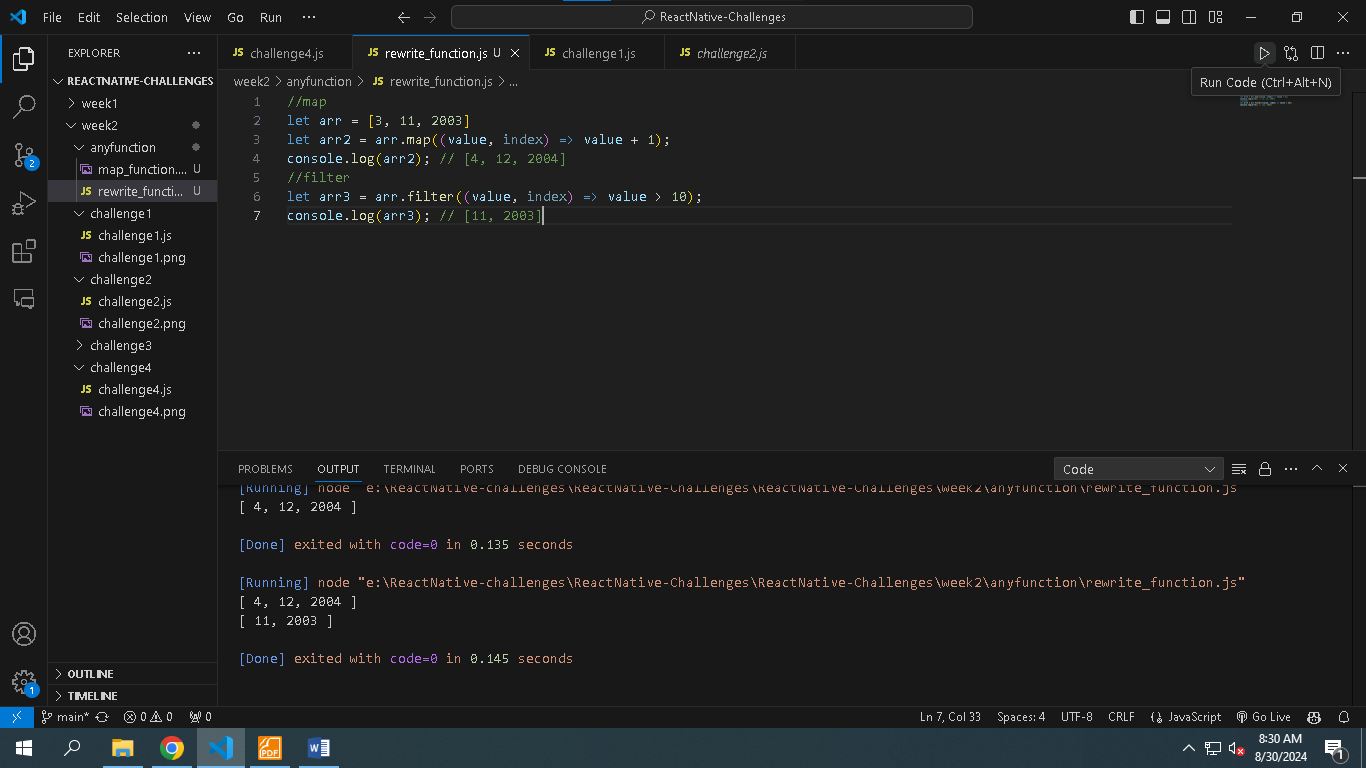 File Edit Selection View Go Run ···
ReactNative-Challenges
EXPLORER
REACTNATIVE-CHALLENGES
week1
week2
anyfunction
map_function.... U
JS rewrite_functi... U
challenge1
JS challenge1.js
challenge1.png
challenge2
JS challenge2.js
challenge2.png
challenge3
challenge4
JS challenge4.js
challenge4.png
OUTLINE
TIMELINE
2
1
JS challenge4.js
JS rewrite_function.js U
JS challenge1.js
JS challenge2.js
Run Code (Ctrl+Alt+N)
week2 > anyfunction > JS rewrite_function.js > ...
1 //map
2 let arr = [3, 11, 2003]
3 let arr2 = arr.map((value, index) => value + 1);
4 console.log(arr2); // [4, 12, 2004]
5 //filter
6 let arr3 = arr.filter((value, index) => value > 10);
7 console.log(arr3); // [11, 2003]
PROBLEMS OUTPUT TERMINAL PORTS DEBUG CONSOLE
Code
[Running] node "e:\ReactNative-challenges\ReactNative-Challenges\ReactNative-Challenges\week2\anyfunction\rewrite_function.js"
[ 4, 12, 2004 ]
[Done] exited with code=0 in 0.135 seconds
[Running] node "e:\ReactNative-challenges\ReactNative-Challenges\ReactNative-Challenges\week2\anyfunction\rewrite_function.js"
[ 4, 12, 2004 ]
[ 11, 2003 ]
[Done] exited with code=0 in 0.145 seconds
main* 0 0 0
Ln 7, Col 33 Spaces: 4 UTF-8 CRLF JavaScript Go Live
PDF
8:30 AM
8/30/2024
1